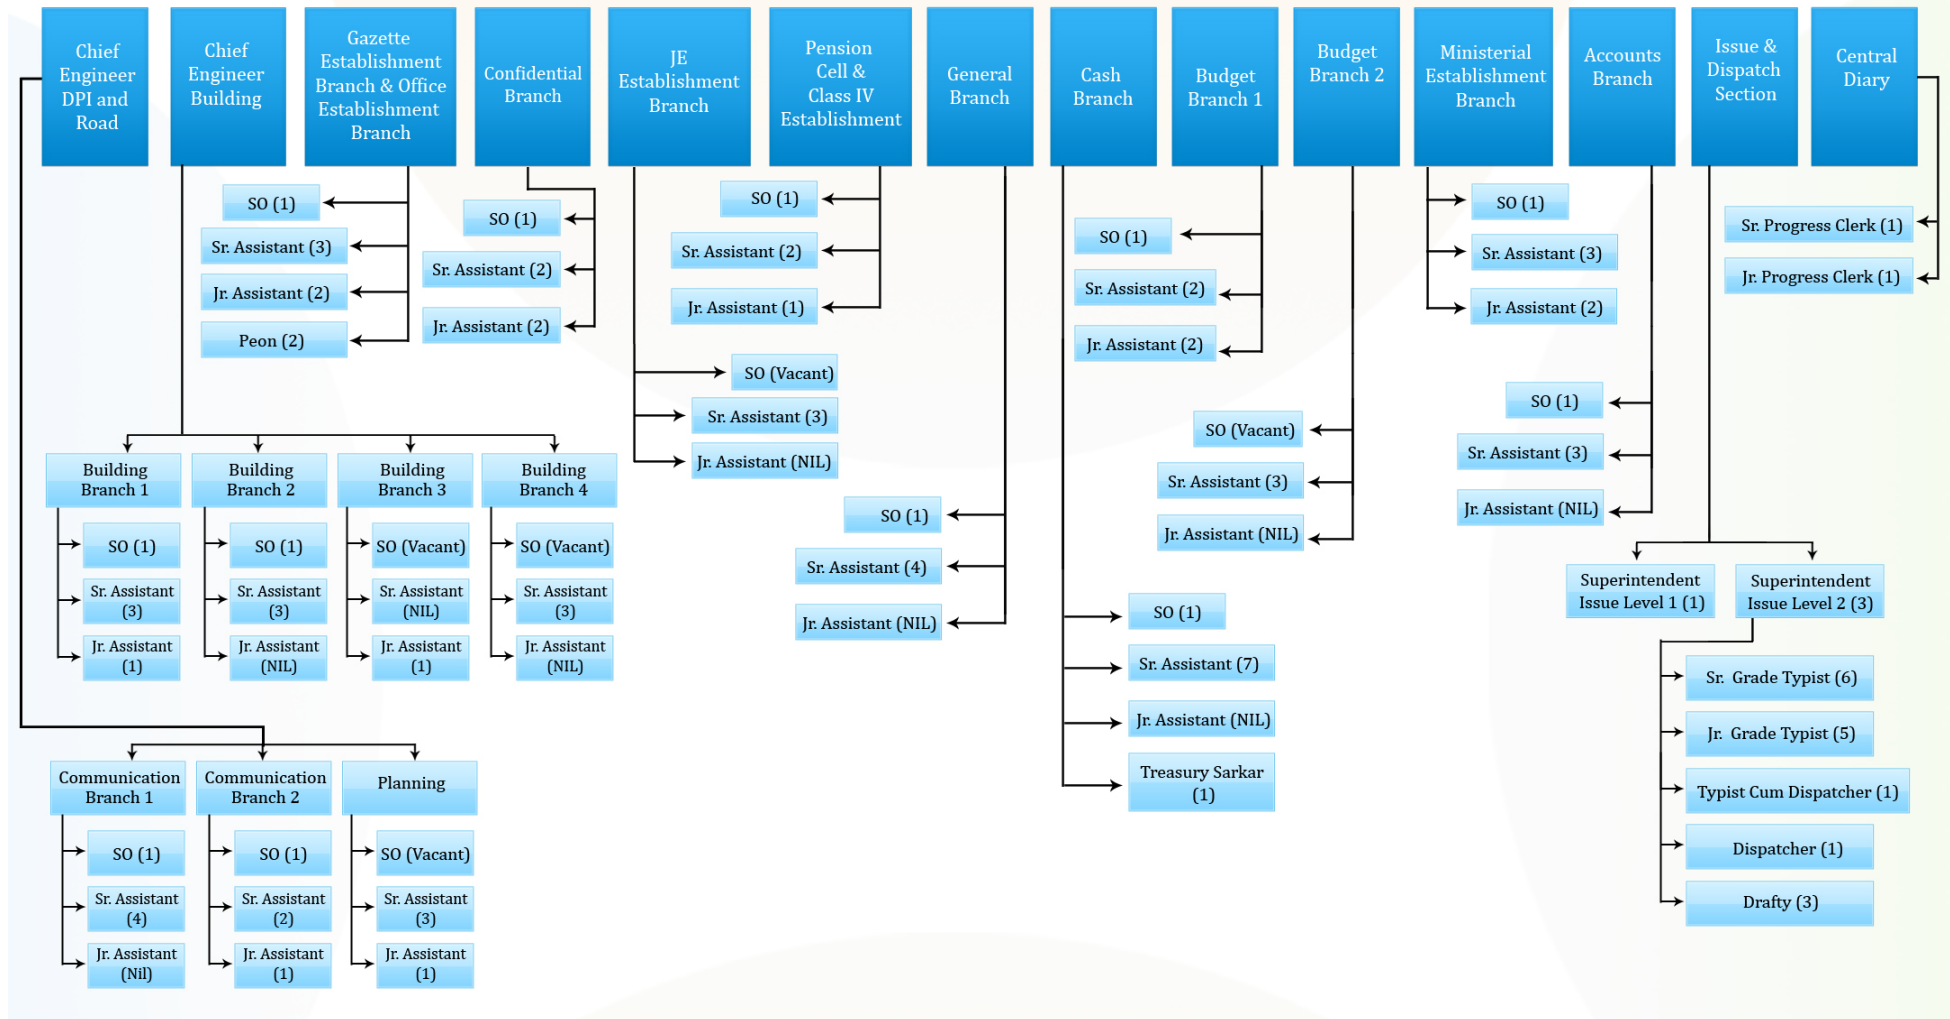 Chief
Engineer
DPI and
Road
Chief
Engineer
Building
Gazette
Establishment
Branch & Office
Establishment
Branch
Confidential
Branch
JE
Establishment
Branch
Pension
Cell &
Class IV
Establishment
General
Branch
Cash
Branch
Budget
Branch 1
Budget
Branch 2
Ministerial
Establishment
Branch
Accounts
Branch
Issue &
Dispatch
Section
Central
Diary
SO (1)
Sr. Assistant (3)
Jr. Assistant (2)
Peon (2)
SO (1)
Sr. Assistant (2)
Jr. Assistant (2)
SO (Vacant)
Sr. Assistant (3)
Jr. Assistant (NIL)
SO (1)
Sr. Assistant (2)
Jr. Assistant (1)
SO (1)
Sr. Assistant (4)
Jr. Assistant (NIL)
SO (1)
Sr. Assistant (7)
Jr. Assistant (NIL)
Treasury Sarkar
(1)
SO (1)
Sr. Assistant (2)
Jr. Assistant (2)
SO (Vacant)
Sr. Assistant (3)
Jr. Assistant (NIL)
SO (1)
Sr. Assistant (3)
Jr. Assistant (2)
SO (1)
Sr. Assistant (3)
Jr. Assistant (NIL)
Sr. Progress Clerk (1)
Jr. Progress Clerk (1)
Superintendent
Issue Level 1 (1)
Superintendent
Issue Level 2 (3)
Sr. Grade Typist (6)
Jr. Grade Typist (5)
Typist Cum Dispatcher (1)
Dispatcher (1)
Drafty (3)
Building
Branch 1
SO (1)
Sr. Assistant
(3)
Jr. Assistant
(1)
Building
Branch 2
SO (1)
Sr. Assistant
(3)
Jr. Assistant
(NIL)
Building
Branch 3
SO (Vacant)
Sr. Assistant
(NIL)
Jr. Assistant
(1)
Building
Branch 4
SO (Vacant)
Sr. Assistant
(3)
Jr. Assistant
(NIL)
Communication
Branch 1
SO (1)
Sr. Assistant
(4)
Jr. Assistant
(Nil)
Communication
Branch 2
SO (1)
Sr. Assistant
(2)
Jr. Assistant
(1)
Planning
SO (Vacant)
Sr. Assistant
(3)
Jr. Assistant
(1)